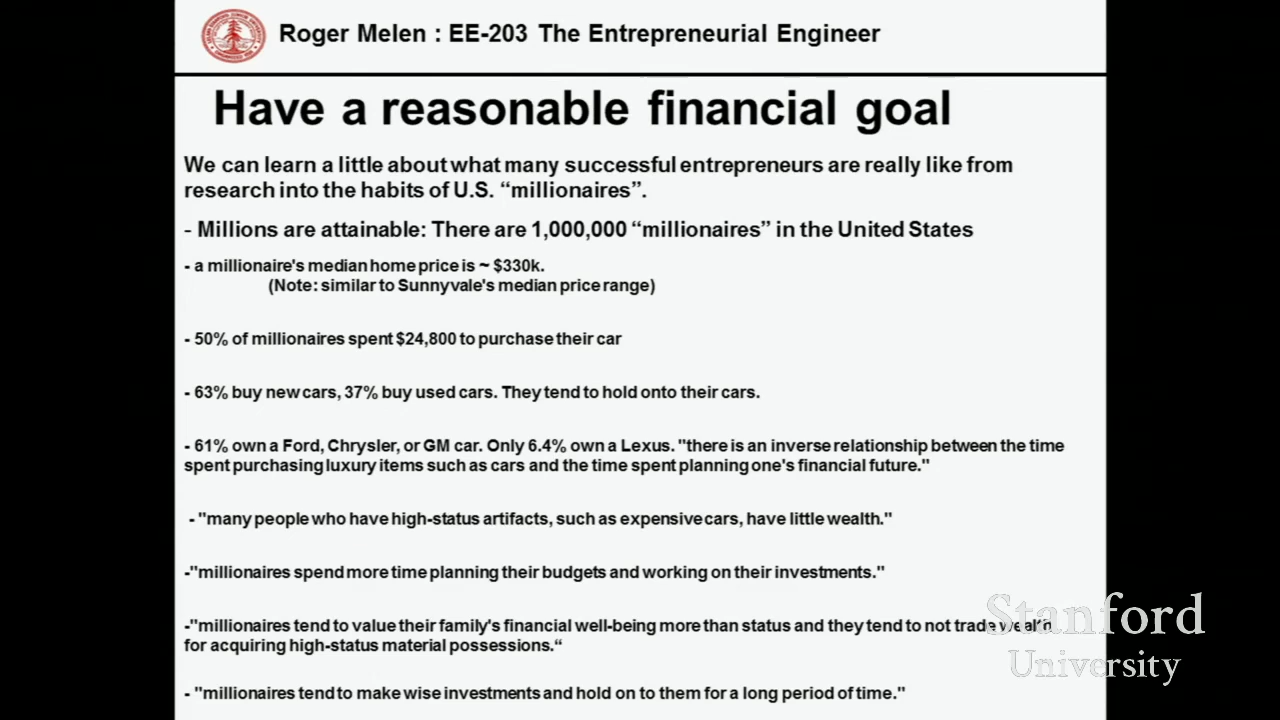 Roger Melen : EE-203 The Entrepreneurial Engineer
Have a reasonable financial goal
We can learn a little about what many successful entrepreneurs are really like from
research into the habits of U.S. “millionaires”.
- Millions are attainable: There are 1,000,000 “millionaires” in the United States
- a millionaire's median home price is ~ $330k.
(Note: similar to Sunnyvale's median price range)
- 50% of millionaires spent $24,800 to purchase their car
- 63% buy new cars, 37% buy used cars. They tend to hold onto their cars.
- 61% own a Ford, Chrysler, or GM car. Only 6.4% own a Lexus. "there is an inverse relationship between the time
spent purchasing luxury items such as cars and the time spent planning one's financial future."
- "many people who have high-status artifacts, such as expensive cars, have little wealth."
-"millionaires spend more time planning their budgets and working on their investments."
-"millionaires tend to value their family's financial well-being more than status and they tend to not trade wealth
for acquiring high-status material possessions.“
- "millionaires tend to make wise investments and hold on to them for a long period of time."
Stanford
University